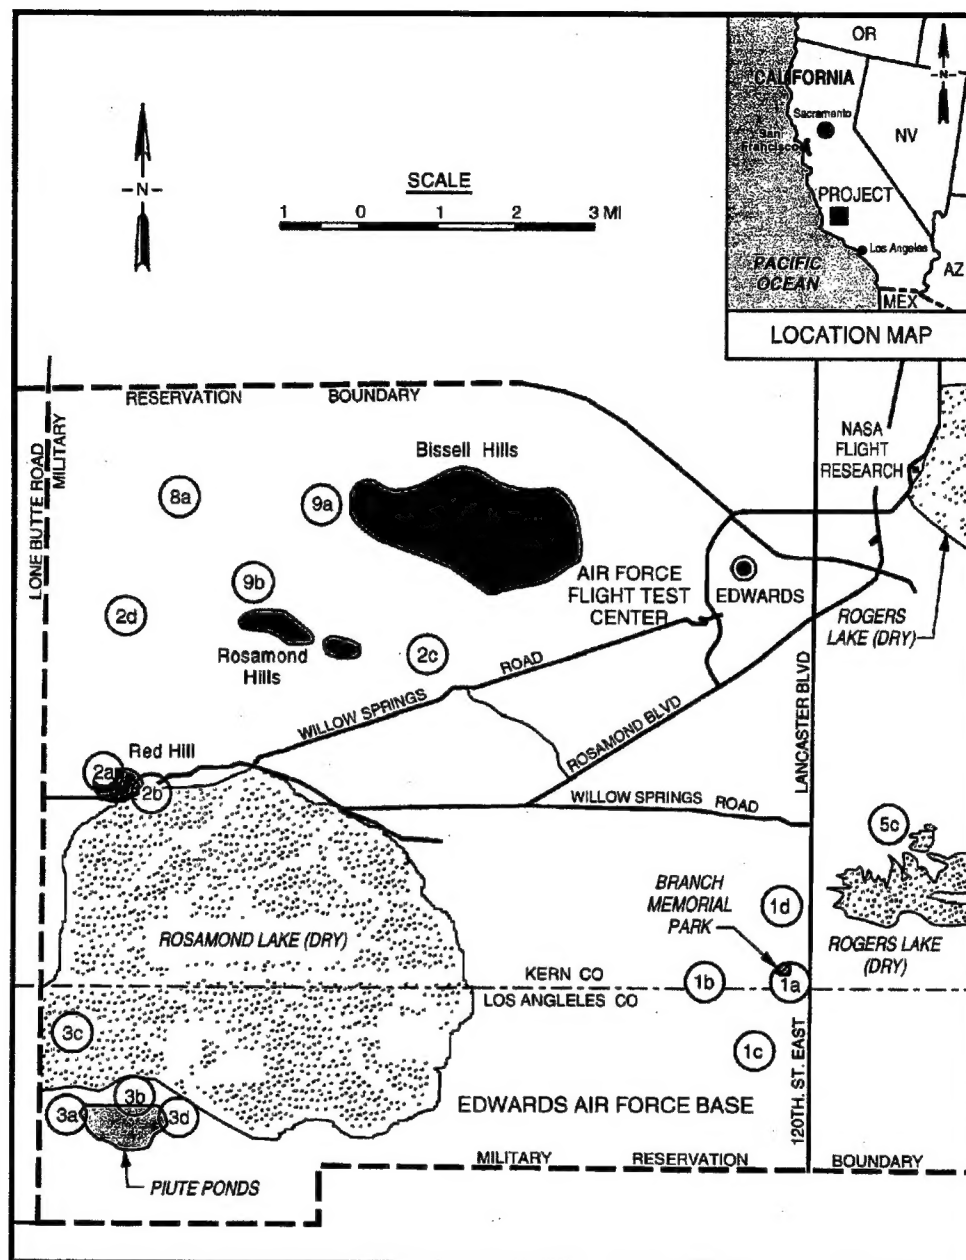 OR
N
CALIFORNIA
Sacramento
San
Francisco
NV
PROJECT
Los Angeles
PACIFIC
OCEAN
AZ
MEX
LOCATION MAP
N
SCALE
1 0 1 2 3 MI
RESERVATION BOUNDARY
LONE BUTTE ROAD
MILITARY
Bissell Hills
NASA
FLIGHT
RESEARCH
8a
9a
9b
2d
AIR FORCE
FLIGHT TEST
CENTER
EDWARDS
ROGERS
LAKE (DRY)
Rosamond
Hills
2c
WILLOW SPRINGS ROAD
ROSAMOND BLVD
LANCASTER BLVD
Red Hill
2a
2b
WILLOW SPRINGS ROAD
5c
BRANCH
MEMORIAL
PARK
1d
ROSAMOND LAKE (DRY)
ROGERS LAKE
(DRY)
KERN CO
LOS ANGLELES CO
1b
1a
3c
1c
120TH. ST. EAST
3b
3a
3d
EDWARDS AIR FORCE BASE
MILITARY RESERVATION BOUNDARY
PIUTE PONDS